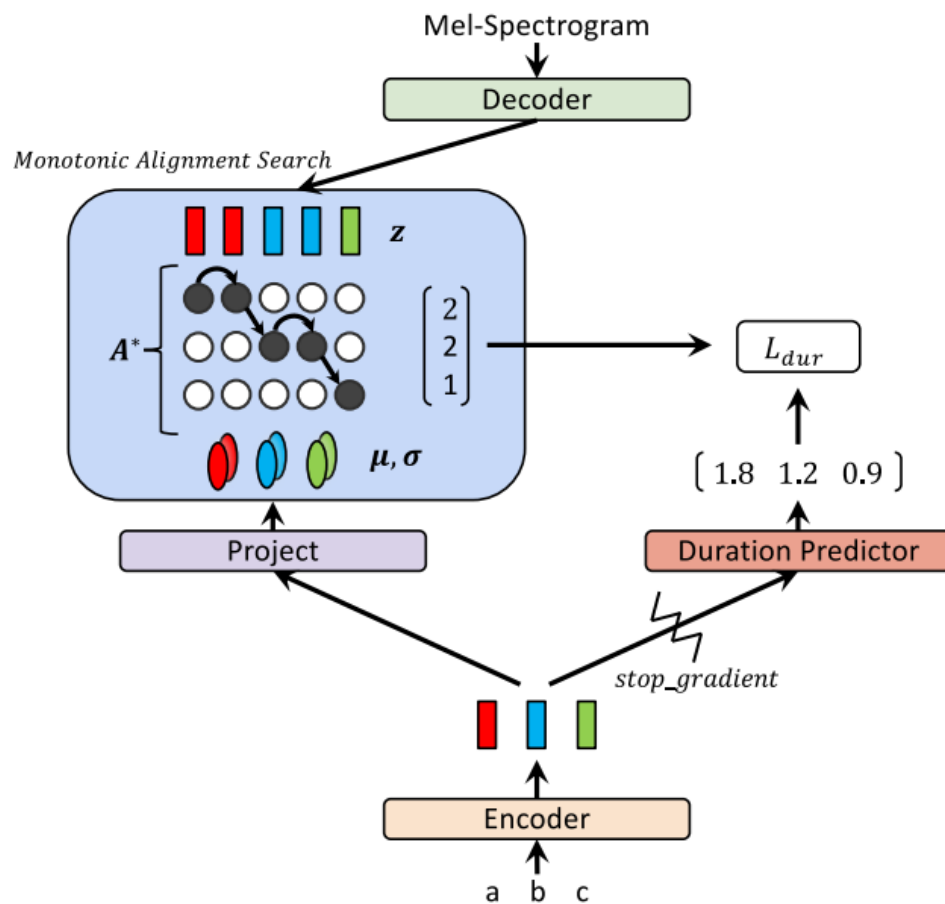 Mel-Spectrogram
Decoder
Monotonic Alignment Search
z
A*
2
2
1
L_dur
μ, σ
1.8 1.2 0.9
Project
Duration Predictor
stop_gradient
Encoder
a b c